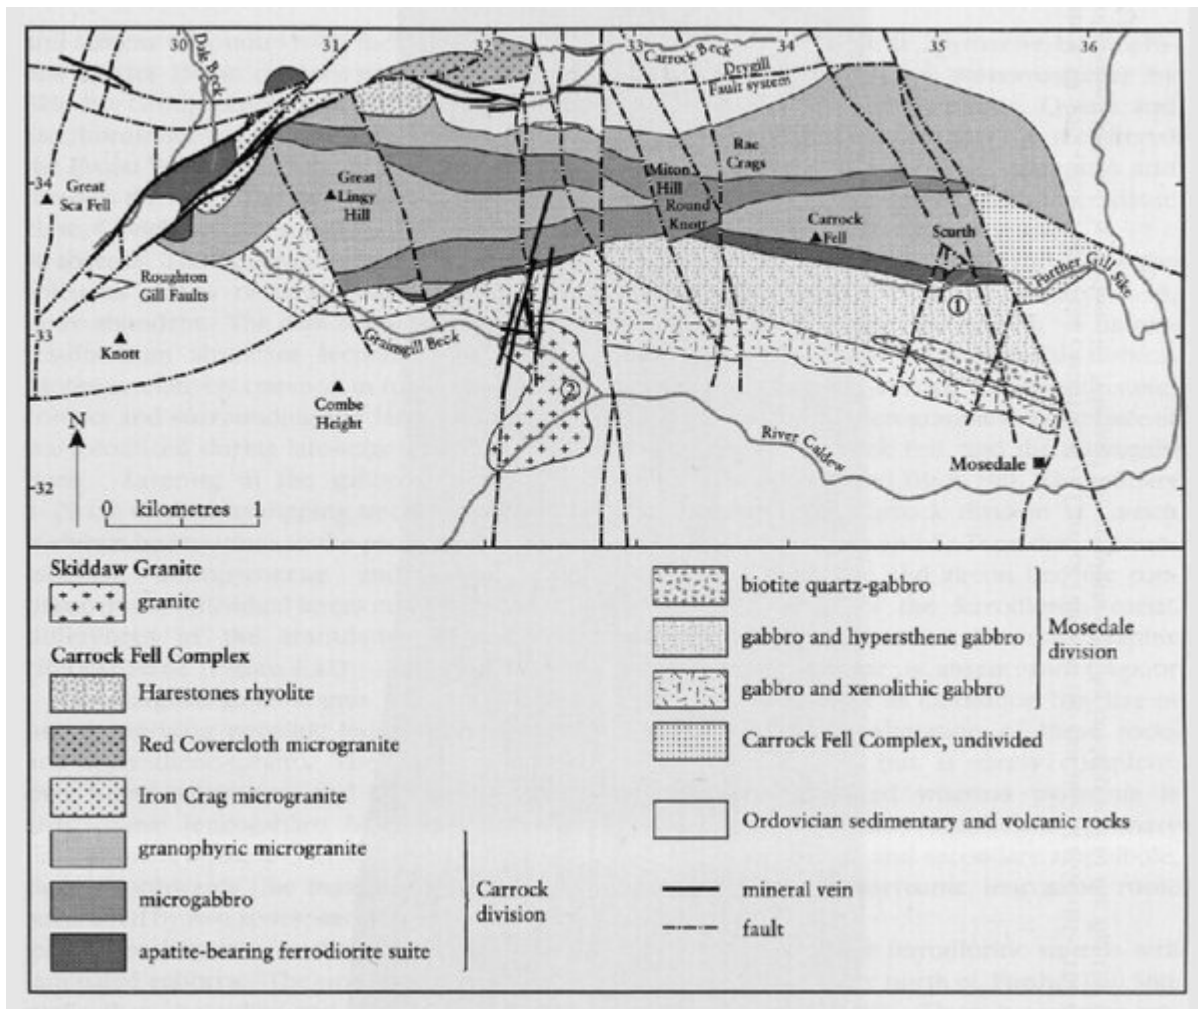 30
31
32
33
34
35
36
Dale Beck
Carrock Beck
Drygill
Fault system
34
Great
Sca Fell
Great
Lingy
Hill
Miton
Hill
Round
Knott
Rae
Crags
Carrock
Fell
Scurth
Further Gill Sike
Roughton
Gill Faults
①
33
Knott
Grainsgill Beck
Combe
Height
②
N
River Caldew
Mosedale
32
0 kilometres 1
Skiddaw Granite
granite
Carrock Fell Complex
Harestones rhyolite
Red Covercloth microgranite
Iron Crag microgranite
granophyric microgranite
microgabbro
apatite-bearing ferrodiorite suite
Carrock
division
biotite quartz-gabbro
gabbro and hypersthene gabbro
gabbro and xenolithic gabbro
Mosedale
division
Carrock Fell Complex, undivided
Ordovician sedimentary and volcanic rocks
mineral vein
fault